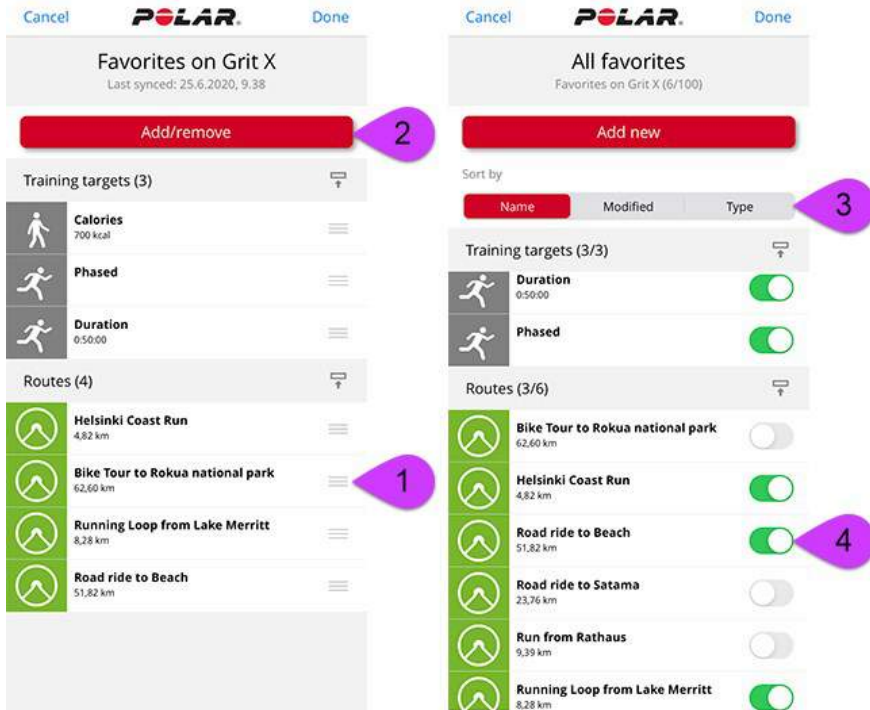 Cancel
POLAR.
Done
Favorites on Grit X
Last synced: 25.6.2020, 9.38
Add/remove
2
Training targets (3)
Calories
700 kcal
Phased
Duration
0:50:00
Routes (4)
Helsinki Coast Run
4,82 km
Bike Tour to Rokua national park
62,60 km
1
Running Loop from Lake Merritt
8,28 km
Road ride to Beach
51,82 km
Cancel
POLAR.
Done
All favorites
Favorites on Grit X (6/100)
Add new
Sort by
Name
Modified
Type
3
Training targets (3/3)
Duration
0:50:00
Phased
Routes (3/6)
Bike Tour to Rokua national park
62,60 km
Helsinki Coast Run
4,82 km
Road ride to Beach
51,82 km
4
Road ride to Satama
23,76 km
Run from Rathaus
9,39 km
Running Loop from Lake Merritt
8,28 km